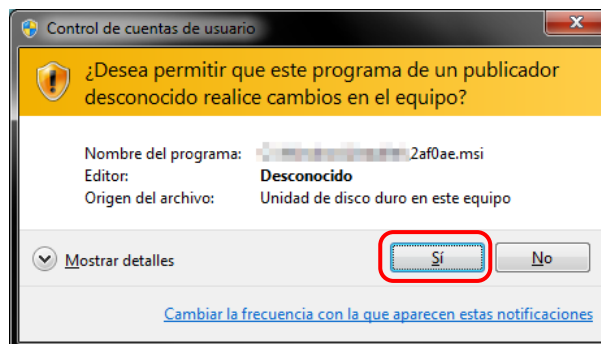 Control de cuentas de usuario
¿Desea permitir que este programa de un publicador
desconocido realice cambios en el equipo?
Nombre del programa: 2af0ae.msi
Editor: Desconocido
Origen del archivo: Unidad de disco duro en este equipo
Mostrar detalles
Sí
No
Cambiar la frecuencia con la que aparecen estas notificaciones